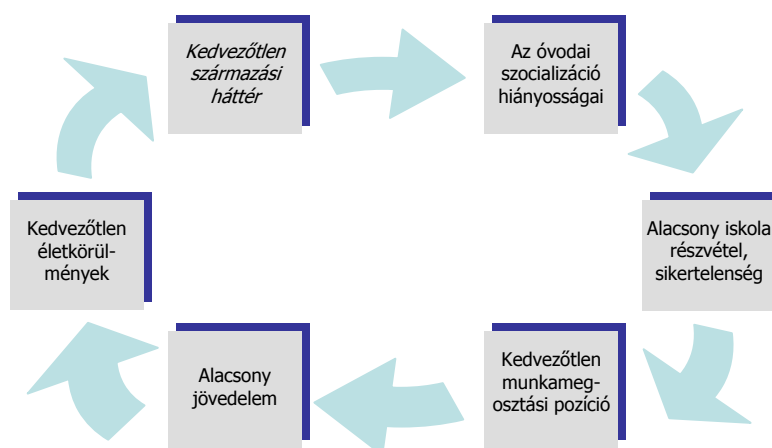 Kedvezőtlen
származási
háttér
Az óvodai
szocializáció
hiányosságai
Alacsony iskola
részvétel,
sikertelenség
Kedvezőtlen
munkameg-
osztási pozíció
Alacsony
jövedelem
Kedvezőtlen
életkörül-
mények